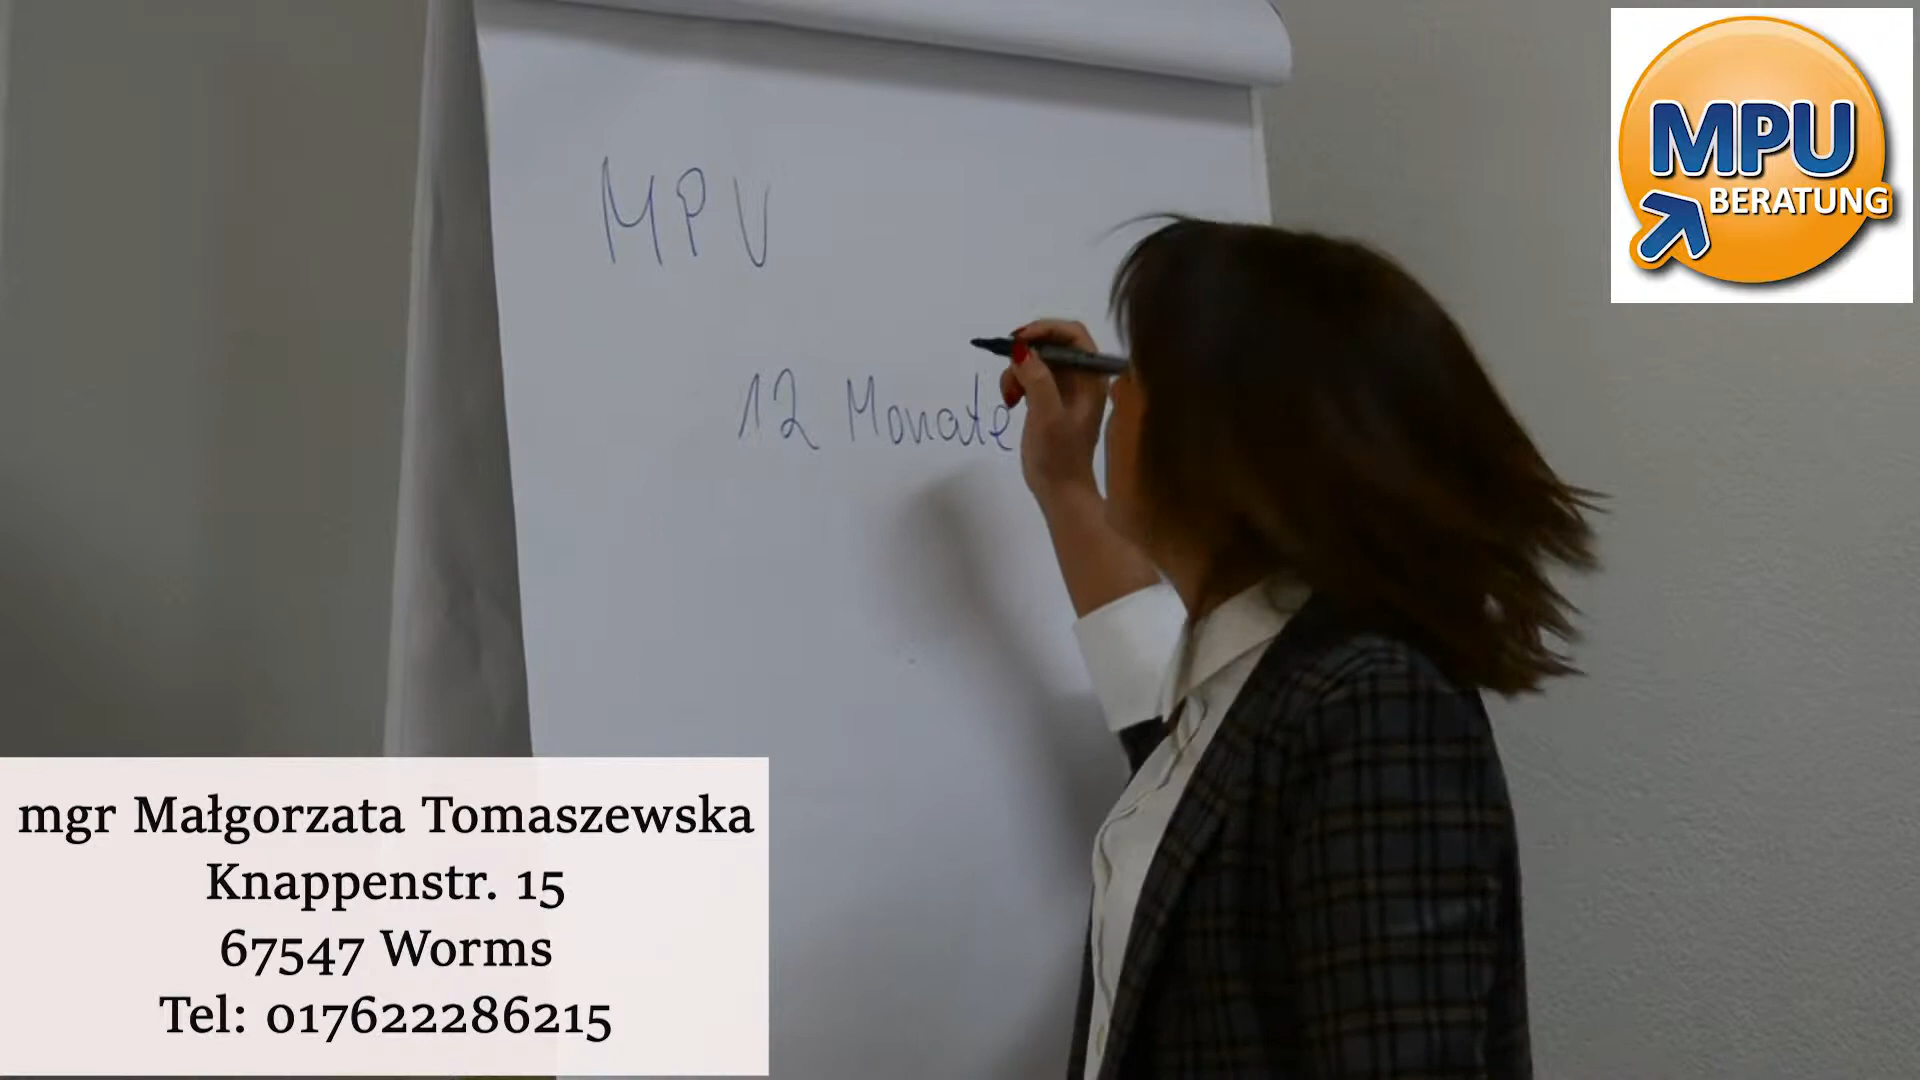 MPU
12 Monate
MPU
BERATUNG
mgr Małgorzata Tomaszewska
Knappenstr. 15
67547 Worms
Tel: 017622286215